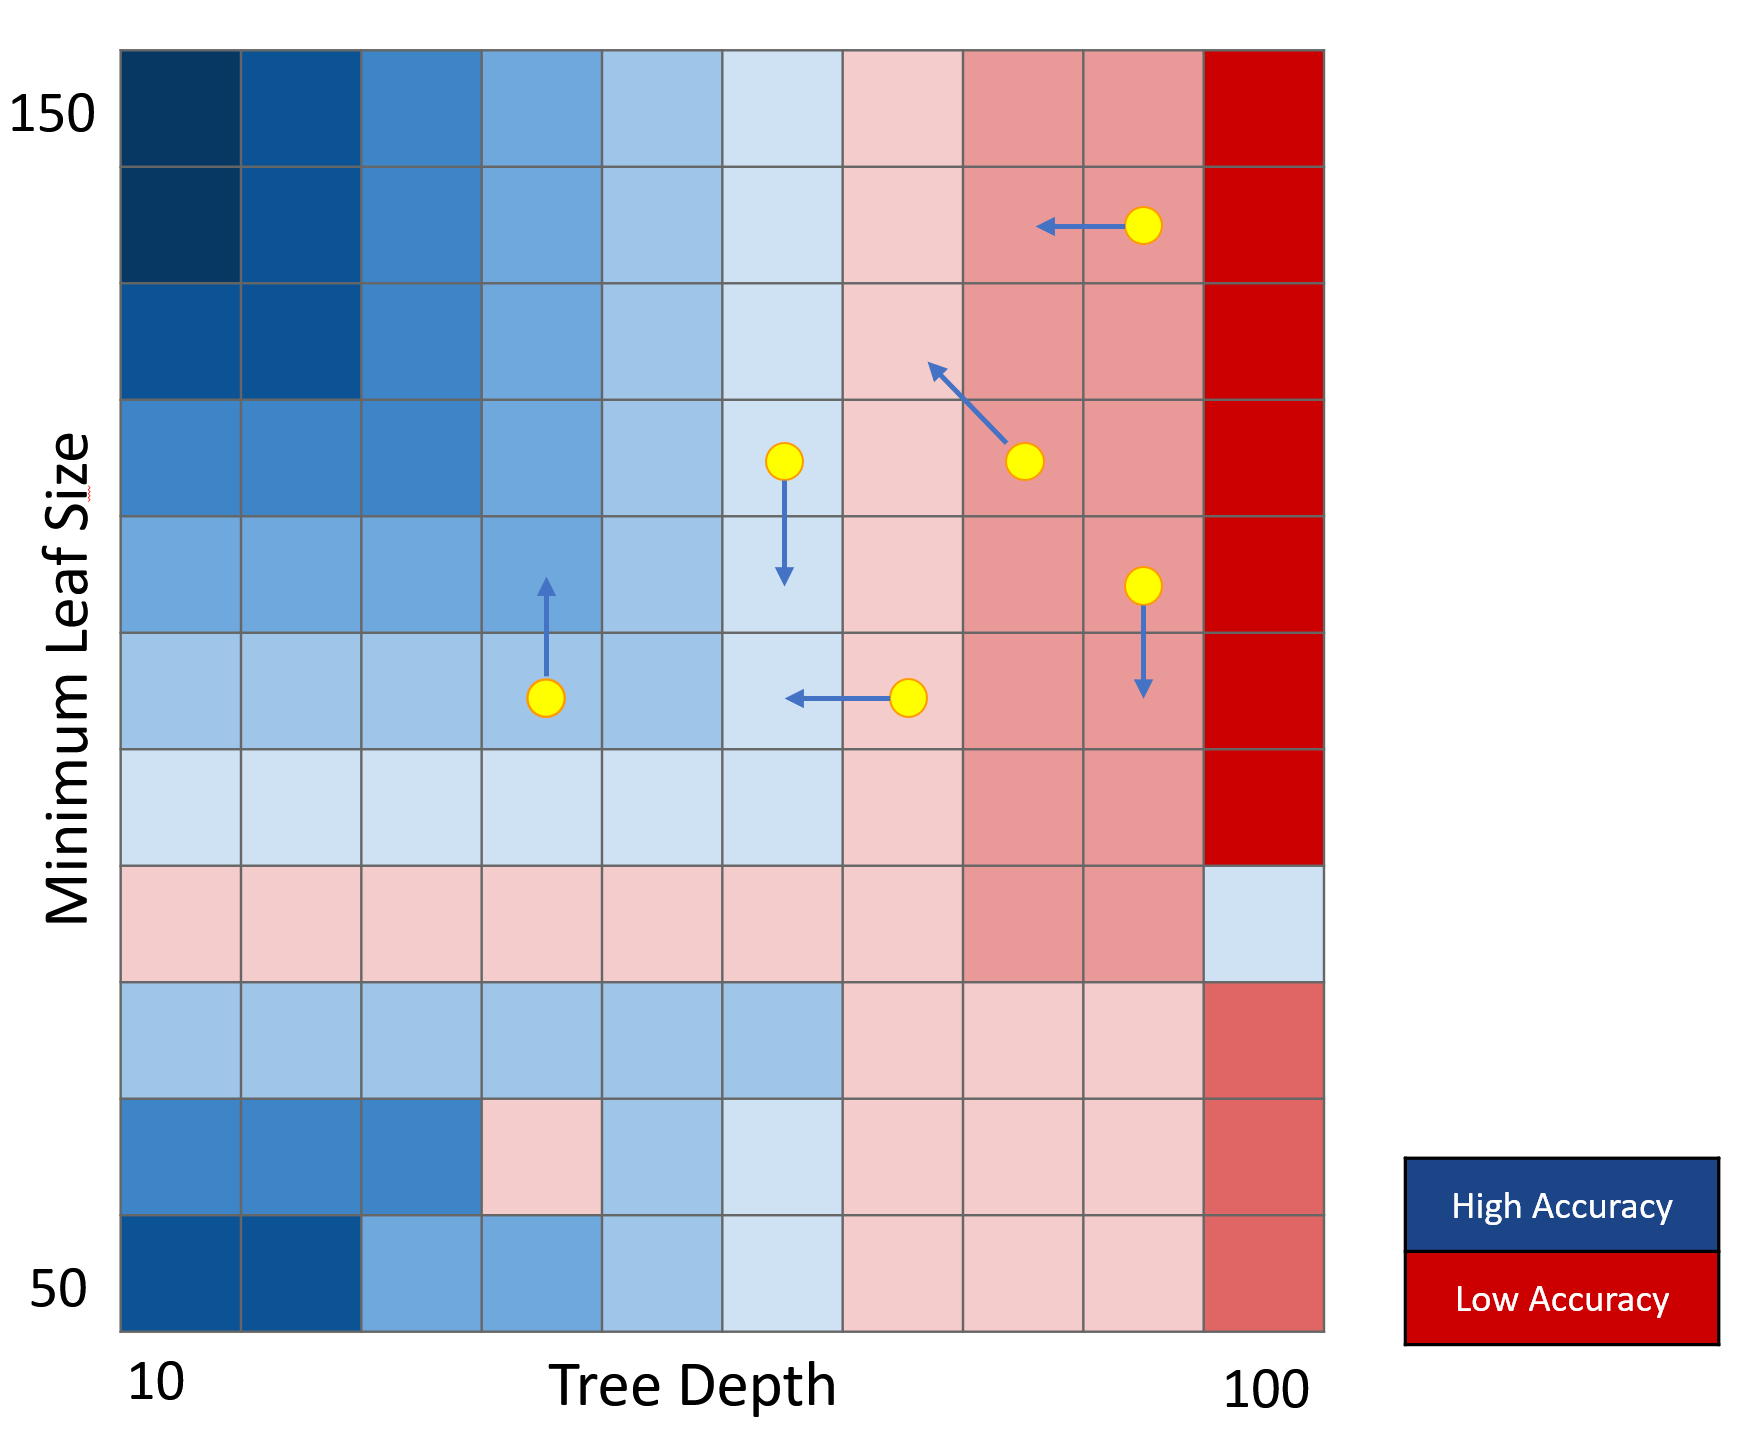 150
Minimum Leaf Size
50
10
Tree Depth
100
High Accuracy
Low Accuracy